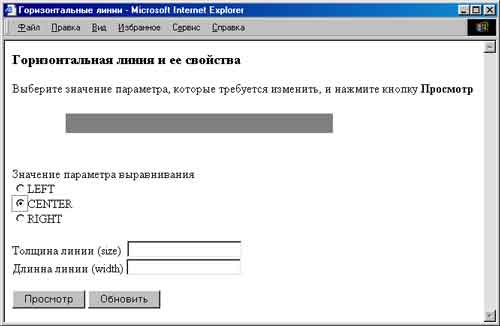 Горизонтальные линии - Microsoft Internet Explorer
Файл Правка Вид Избранное Сервис Справка
Горизонтальная линия и ее свойства
Выберите значение параметра, которые требуется изменить, и нажмите кнопку Просмотр
Значение параметра выравнивания
LEFT
CENTER
RIGHT
Толщина линии (size)
Длинна линии (width)
Просмотр Обновить